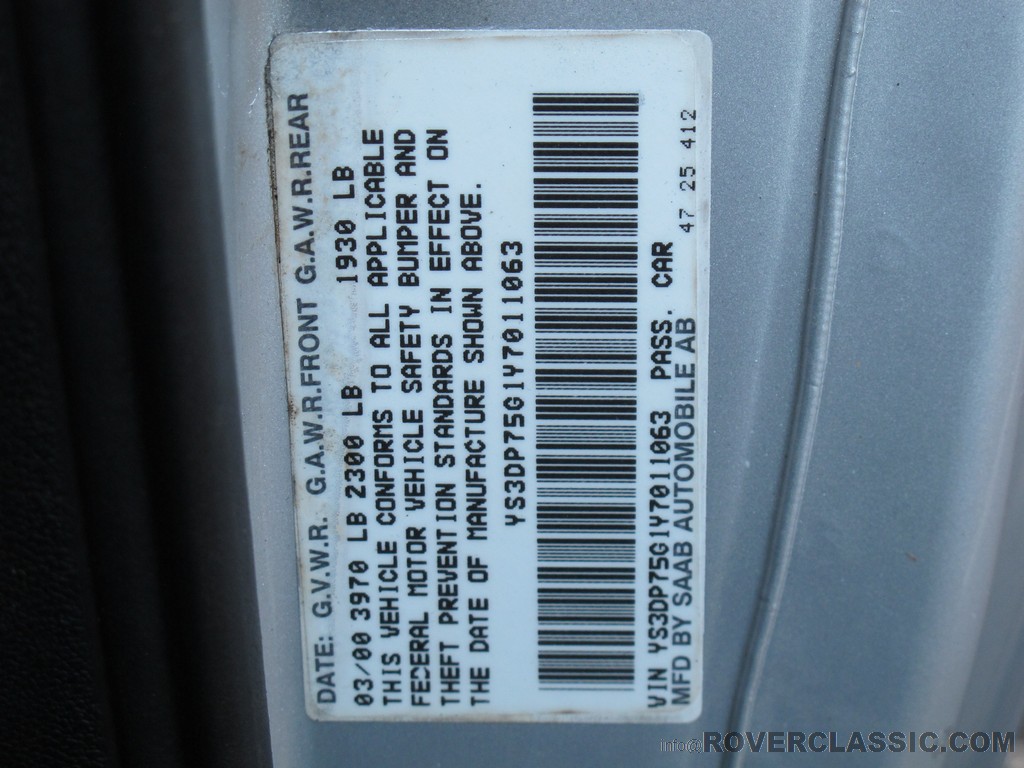 DATE: G.V.W.R. G.A.W.R.FRONT G.A.W.R.REAR
03/00 3970 LB 2300 LB 1930 LB
THIS VEHICLE CONFORMS TO ALL APPLICABLE
FEDERAL MOTOR VEHICLE SAFETY BUMPER AND
THEFT PREVENTION STANDARDS IN EFFECT ON
THE DATE OF MANUFACTURE SHOWN ABOVE.
YS3DP75G1Y7011063
VIN YS3DP75G1Y7011063 PASS. CAR
MFD BY SAAB AUTOMOBILE AB 47 25 412
info@ROVERCLASSIC.COM